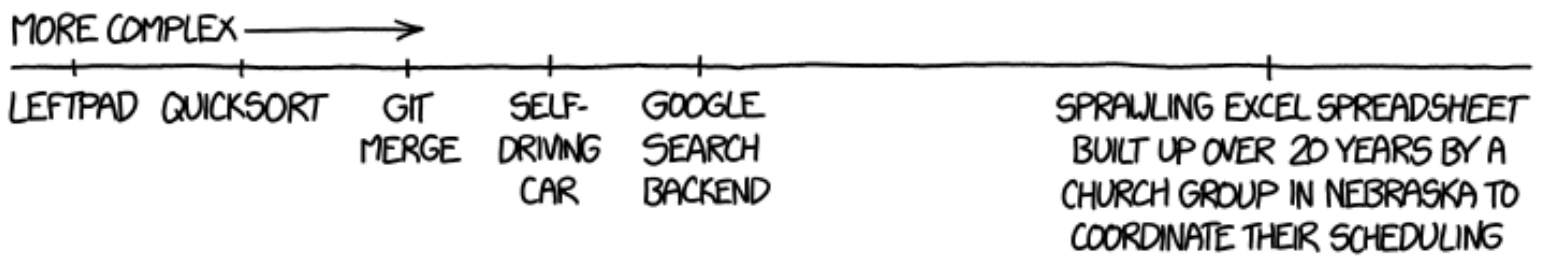 MORE COMPLEX
LEFTPAD
QUICKSORT
GIT
MERGE
SELF-
DRIVING
CAR
GOOGLE
SEARCH
BACKEND
SPRAWLING EXCEL SPREADSHEET
BUILT UP OVER 20 YEARS BY A
CHURCH GROUP IN NEBRASKA TO
COORDINATE THEIR SCHEDULING